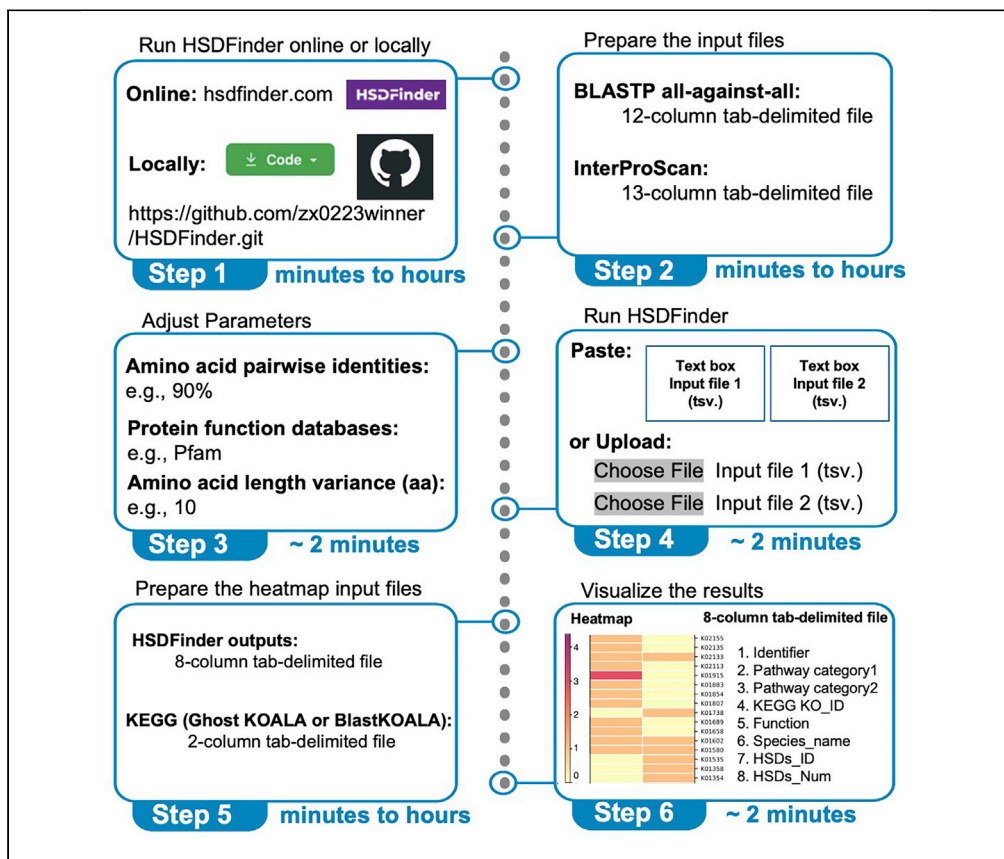 Run HSDFinder online or locally
Online: hsdfinder.com HSDFinder
Locally: Code
https://github.com/zx0223winner
/HSDFinder.git
Step 1 minutes to hours
Prepare the input files
BLASTP all-against-all:
12-column tab-delimited file
InterProScan:
13-column tab-delimited file
Step 2 minutes to hours
Adjust Parameters
Amino acid pairwise identities:
e.g., 90%
Protein function databases:
e.g., Pfam
Amino acid length variance (aa):
e.g., 10
Step 3 ~ 2 minutes
Run HSDFinder
Paste:
Text box
Input file 1
(tsv.)
Text box
Input file 2
(tsv.)
or Upload:
Choose File Input file 1 (tsv.)
Choose File Input file 2 (tsv.)
Step 4 ~ 2 minutes
Prepare the heatmap input files
HSDFinder outputs:
8-column tab-delimited file
KEGG (Ghost KOALA or BlastKOALA):
2-column tab-delimited file
Step 5 minutes to hours
Visualize the results
Heatmap
4
3
2
1
0
K02155
K02135
K02133
K02113
K01915
K01883
K01854
K01807
K01738
K01689
K01658
K01602
K01580
K01535
K01358
K01354
8-column tab-delimited file
1. Identifier
2. Pathway category1
3. Pathway category2
4. KEGG KO_ID
5. Function
6. Species_name
7. HSDs_ID
8. HSDs_Num
Step 6 ~ 2 minutes